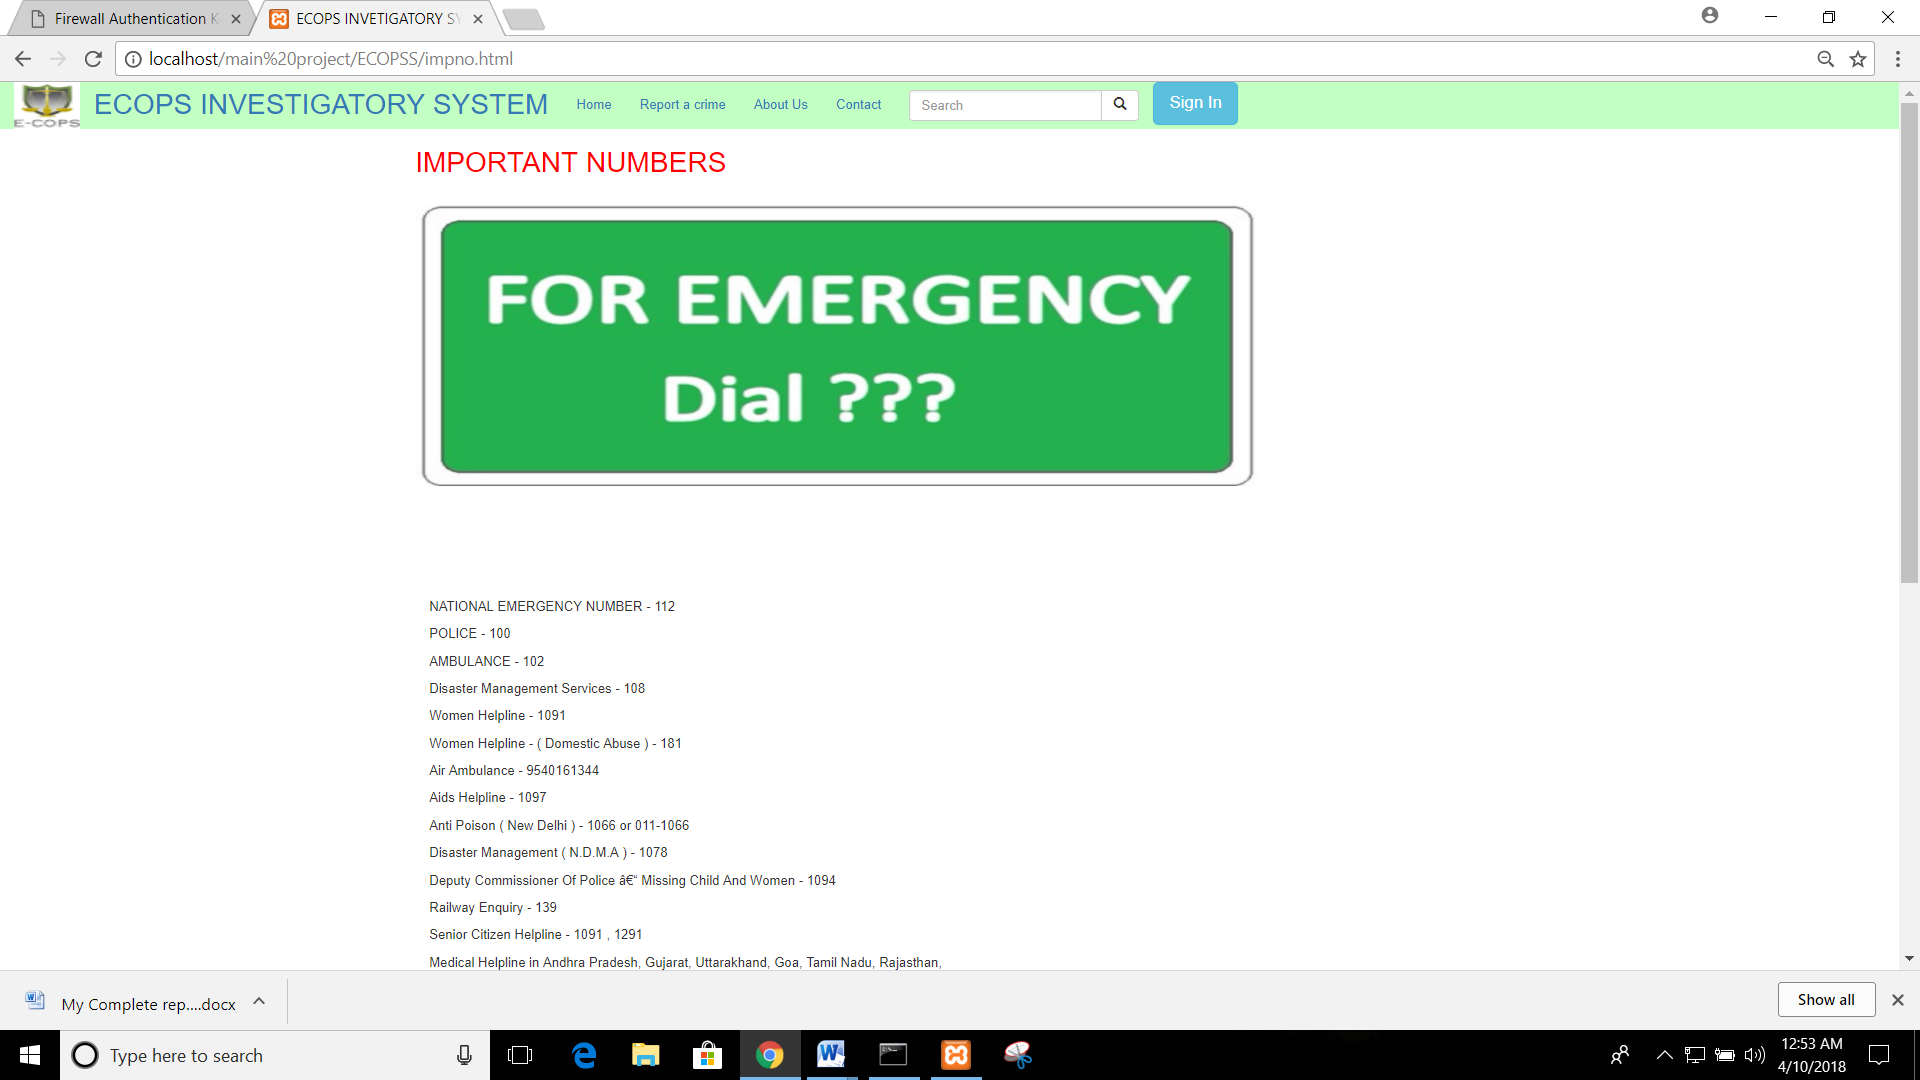 Firewall Authentication K
ECOPS INVETIGATORY SY
localhost/main%20project/ECOPSS/impno.html
E-COPS
ECOPS INVESTIGATORY SYSTEM Home Report a crime About Us Contact Search Sign In
IMPORTANT NUMBERS
FOR EMERGENCY
Dial ???
NATIONAL EMERGENCY NUMBER - 112
POLICE - 100
AMBULANCE - 102
Disaster Management Services - 108
Women Helpline - 1091
Women Helpline - ( Domestic Abuse ) - 181
Air Ambulance - 9540161344
Aids Helpline - 1097
Anti Poison ( New Delhi ) - 1066 or 011-1066
Disaster Management ( N.D.M.A ) - 1078
Deputy Commissioner Of Police â€“ Missing Child And Women - 1094
Railway Enquiry - 139
Senior Citizen Helpline - 1091 , 1291
Medical Helpline in Andhra Pradesh, Gujarat, Uttarakhand, Goa, Tamil Nadu, Rajasthan,
My Complete rep....docx
Show all
Type here to search
12:53 AM
4/10/2018